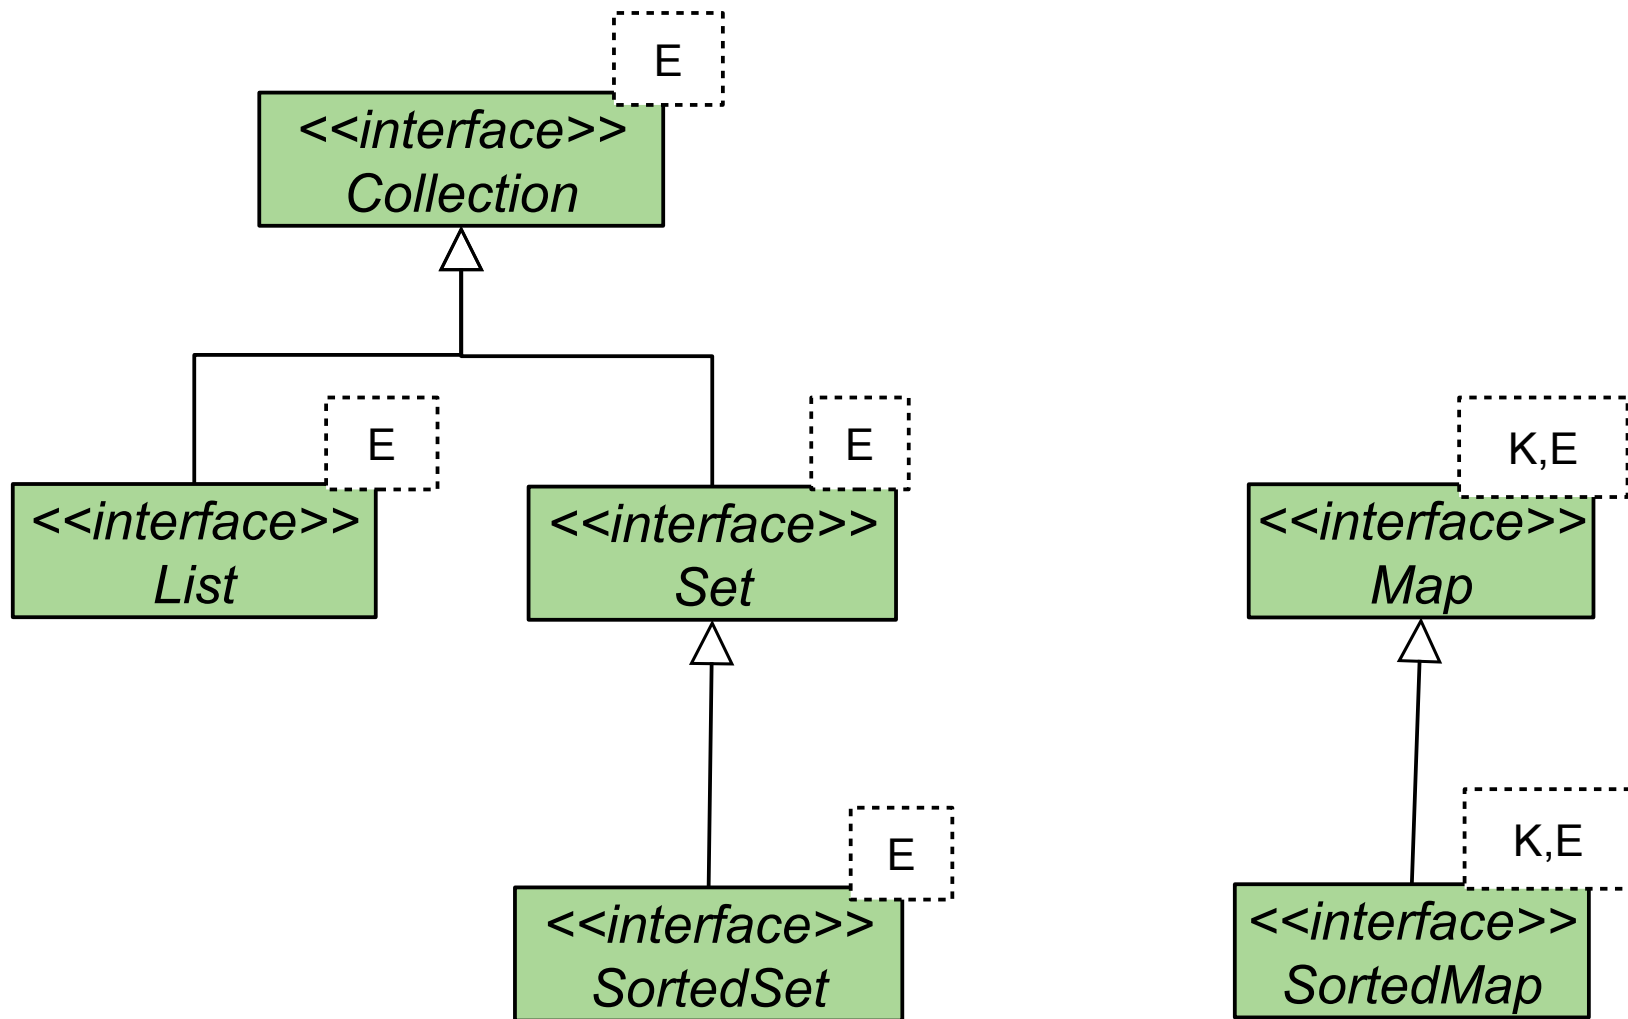 E
<<interface>>
Collection
E
<<interface>>
List
E
<<interface>>
Set
K,E
<<interface>>
Map
E
<<interface>>
SortedSet
K,E
<<interface>>
SortedMap